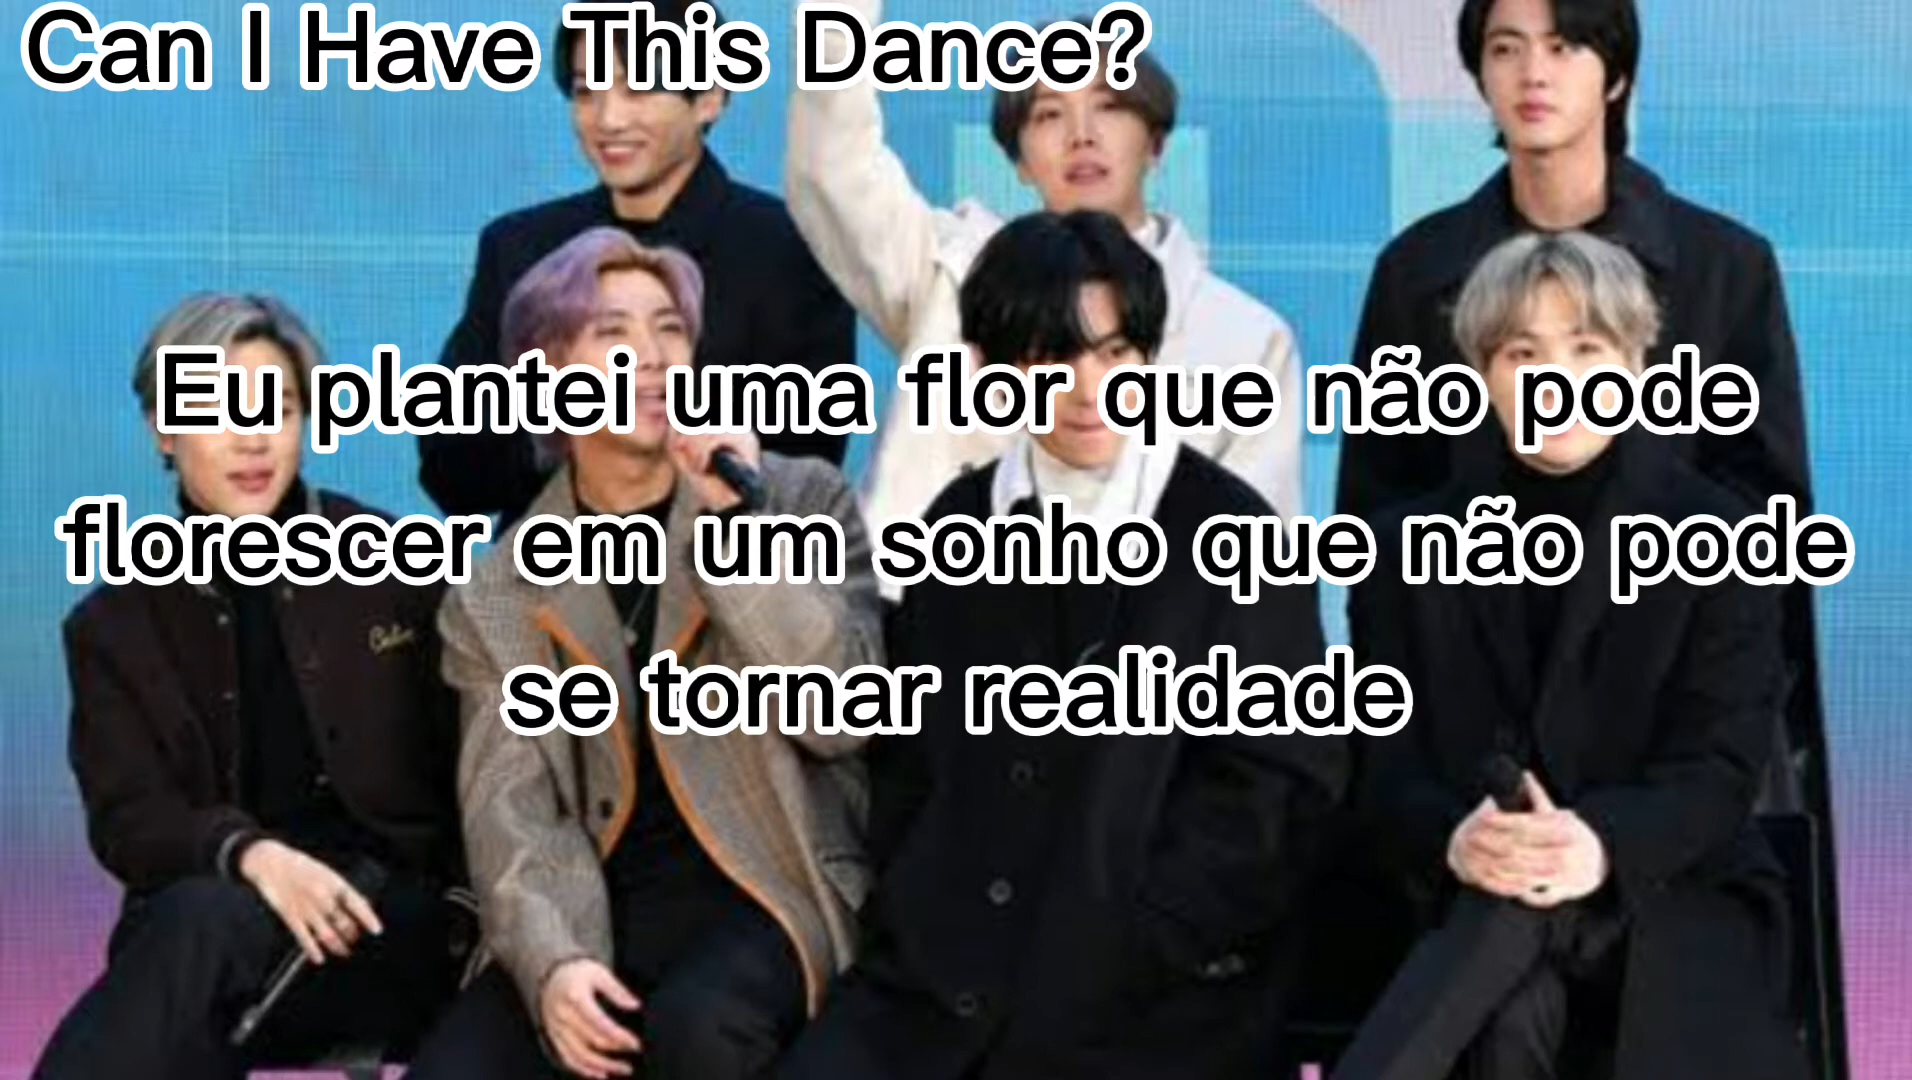 Can I Have This Dance?
Eu plantei uma flor que não pode
florescer em um sonho que não pode
se tornar realidade